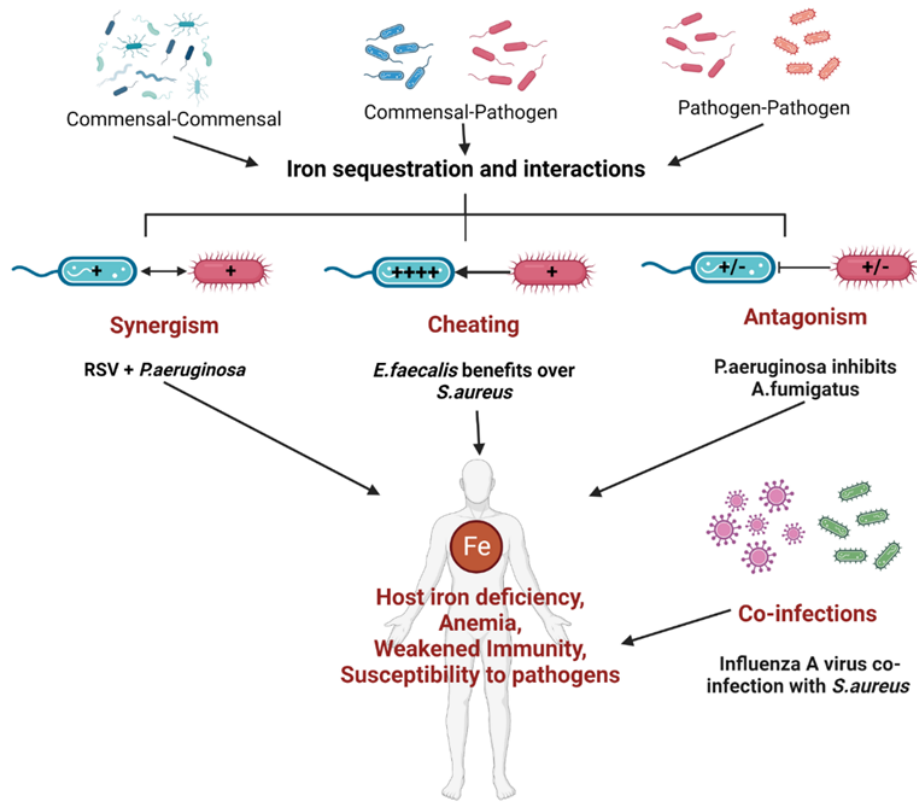 Commensal-Commensal
Commensal-Pathogen
Pathogen-Pathogen
Iron sequestration and interactions
+
+
++++
+
+/-
+/-
Synergism
Cheating
Antagonism
RSV + P.aeruginosa
E.faecalis benefits over
S.aureus
P.aeruginosa inhibits
A.fumigatus
Fe
Host iron deficiency,
Anemia,
Weakened Immunity,
Susceptibility to pathogens
Co-infections
Influenza A virus co-
infection with S.aureus